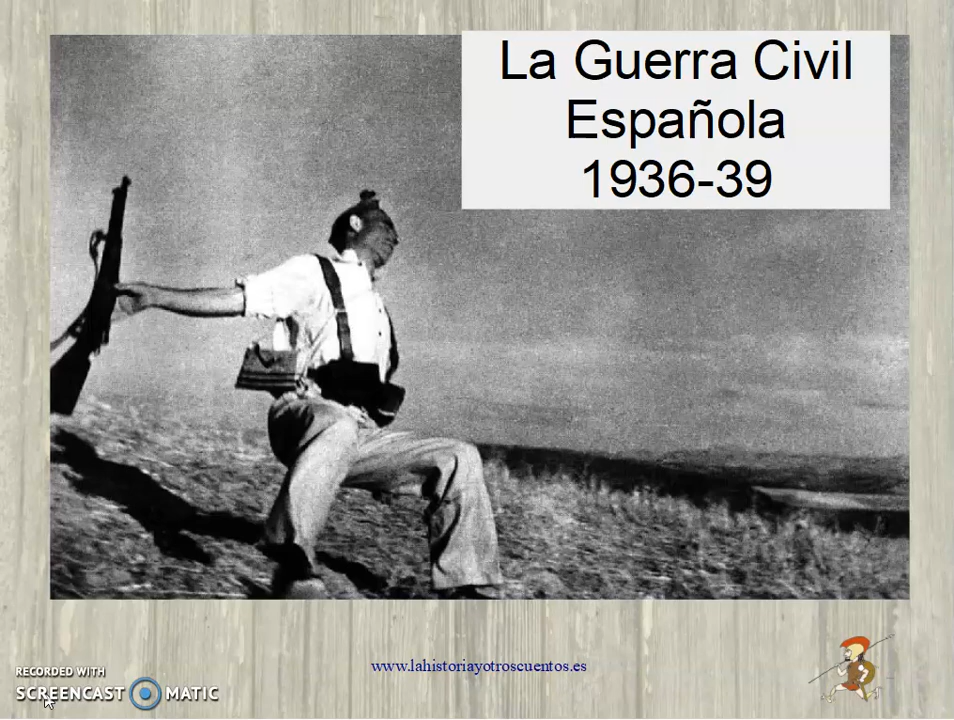 La Guerra Civil
Española
1936-39
www.lahistoriayotroscuentos.es
RECORDED WITH
SCREENCAST MATIC